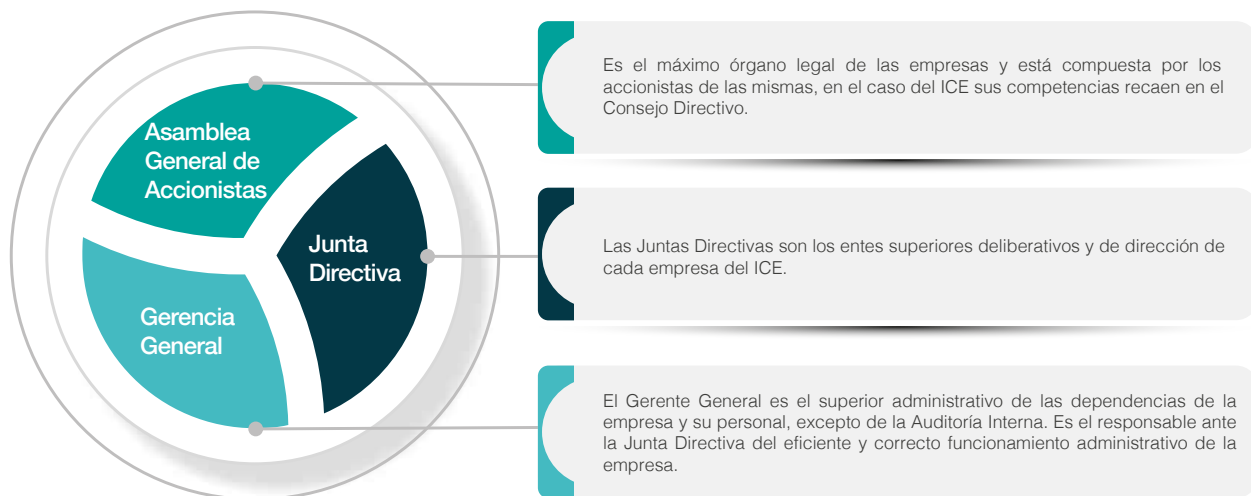 Asamblea
General de
Accionistas
Es el máximo órgano legal de las empresas y está compuesta por los
accionistas de las mismas, en el caso del ICE sus competencias recaen en el
Consejo Directivo.
Junta
Directiva
Las Juntas Directivas son los entes superiores deliberativos y de dirección de
cada empresa del ICE.
Gerencia
General
El Gerente General es el superior administrativo de las dependencias de la
empresa y su personal, excepto de la Auditoría Interna. Es el responsable ante
la Junta Directiva del eficiente y correcto funcionamiento administrativo de la
empresa.